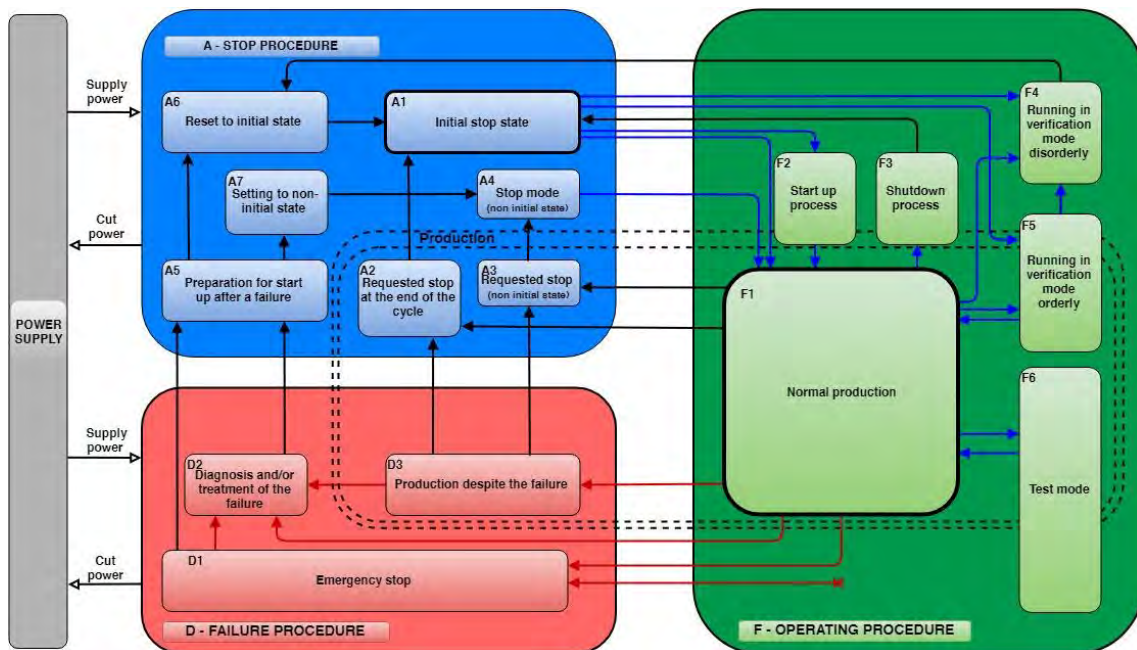 A - STOP PROCEDURE
Supply
power
A6
Reset to initial state
A1
Initial stop state
F4
Running in
verification
mode
disorderly
A7
Setting to non-
initial state
A4
Stop mode
(non initial state)
F2
Start up
process
F3
Shutdown
process
Cut
power
Production
F5
Running in
verification
mode
orderly
A5
Preparation for start
up after a failure
A2
Requested stop
at the end of the
cycle
A3
Requested stop
(non initial state)
F1
Normal production
POWER
SUPPLY
F6
Test mode
Supply
power
D2
Diagnosis and/or
treatment of the
failure
D3
Production despite the failure
Cut
power
D1
Emergency stop
D - FAILURE PROCEDURE
F - OPERATING PROCEDURE